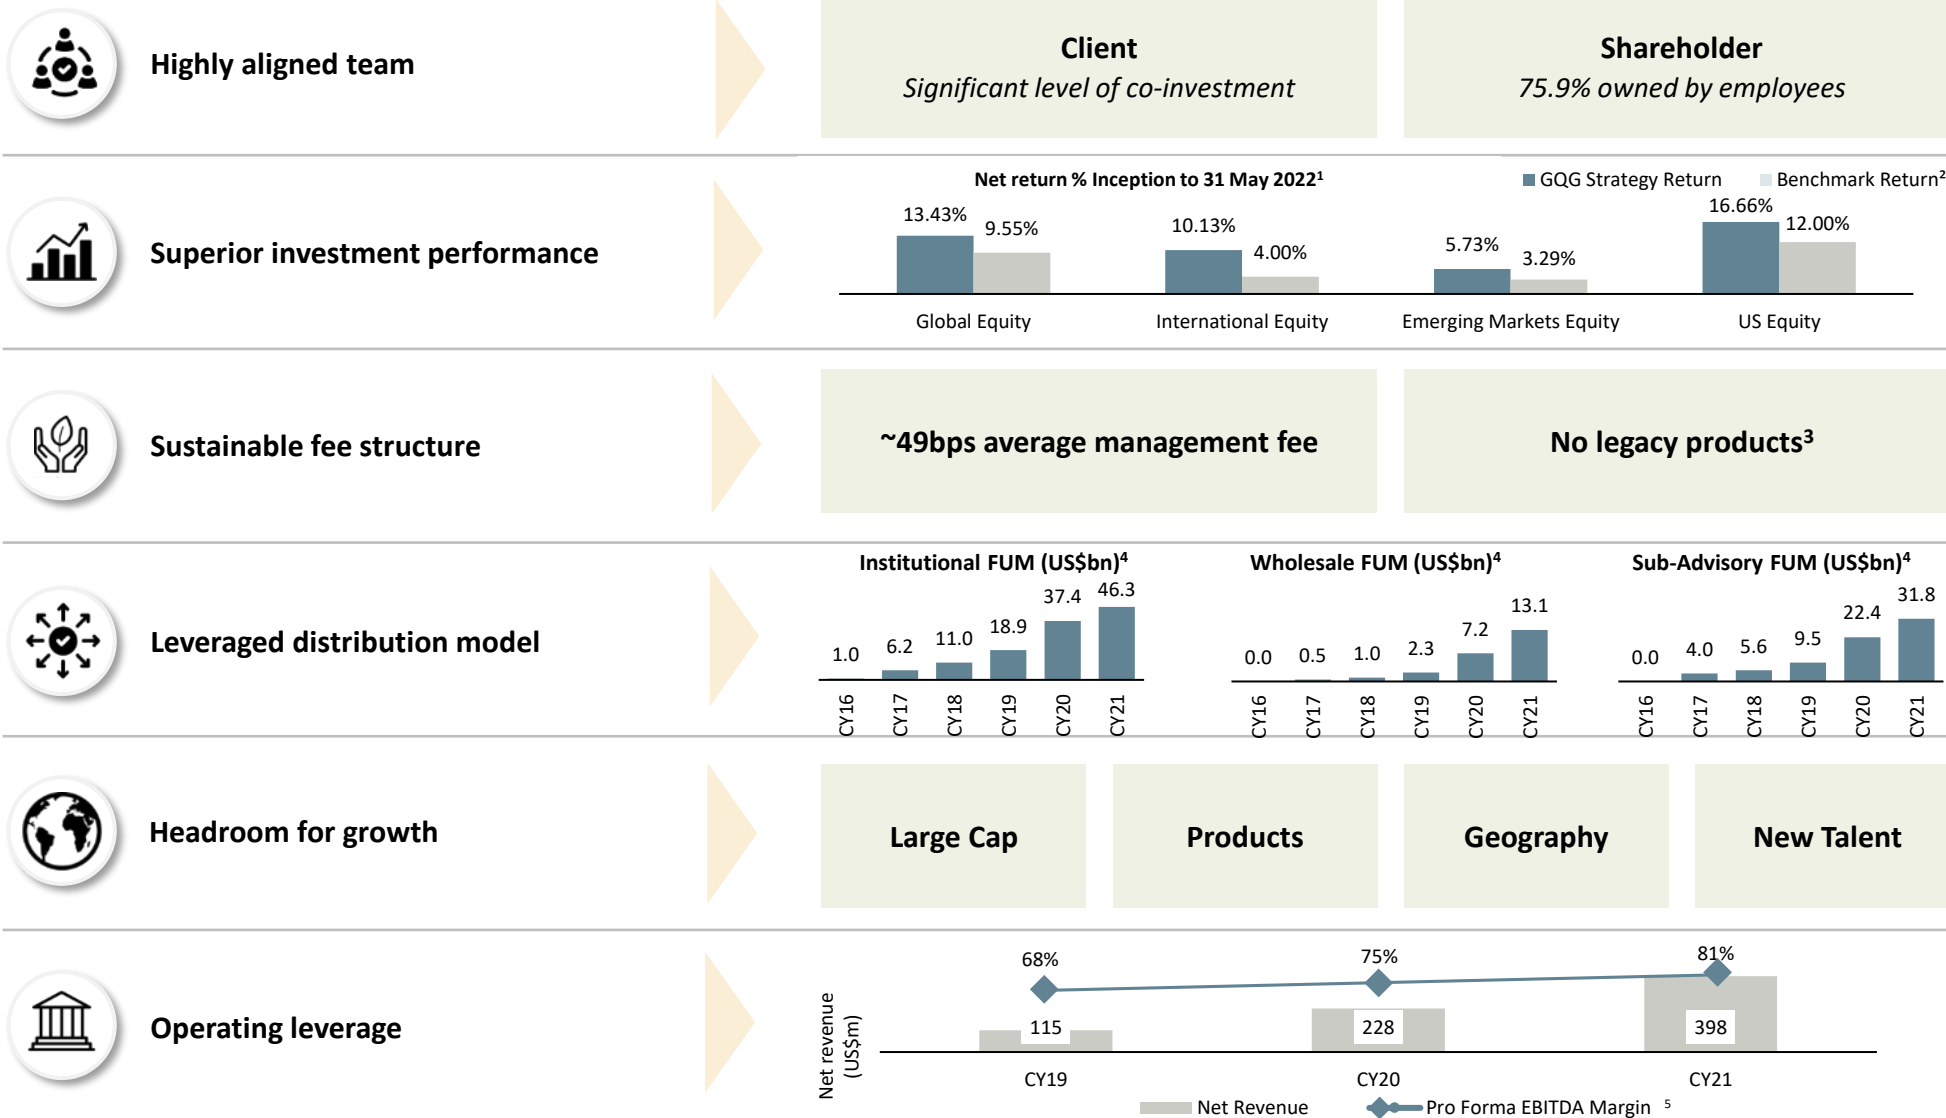 Highly aligned team
Client
Significant level of co-investment
Shareholder
75.9% owned by employees
Superior investment performance
Net return % Inception to 31 May 2022¹
GQG Strategy Return
Benchmark Return²
13.43%
9.55%
10.13%
4.00%
5.73%
3.29%
16.66%
12.00%
Global Equity
International Equity
Emerging Markets Equity
US Equity
Sustainable fee structure
~49bps average management fee
No legacy products³
Leveraged distribution model
Institutional FUM (US$bn)⁴
1.0
6.2
11.0
18.9
37.4
46.3
CY16
CY17
CY18
CY19
CY20
CY21
Wholesale FUM (US$bn)⁴
0.0
0.5
1.0
2.3
7.2
13.1
CY16
CY17
CY18
CY19
CY20
CY21
Sub-Advisory FUM (US$bn)⁴
0.0
4.0
5.6
9.5
22.4
31.8
CY16
CY17
CY18
CY19
CY20
CY21
Headroom for growth
Large Cap
Products
Geography
New Talent
Operating leverage
Net revenue
(US$m)
68%
75%
81%
115
228
398
CY19
CY20
CY21
Net Revenue
Pro Forma EBITDA Margin ⁵